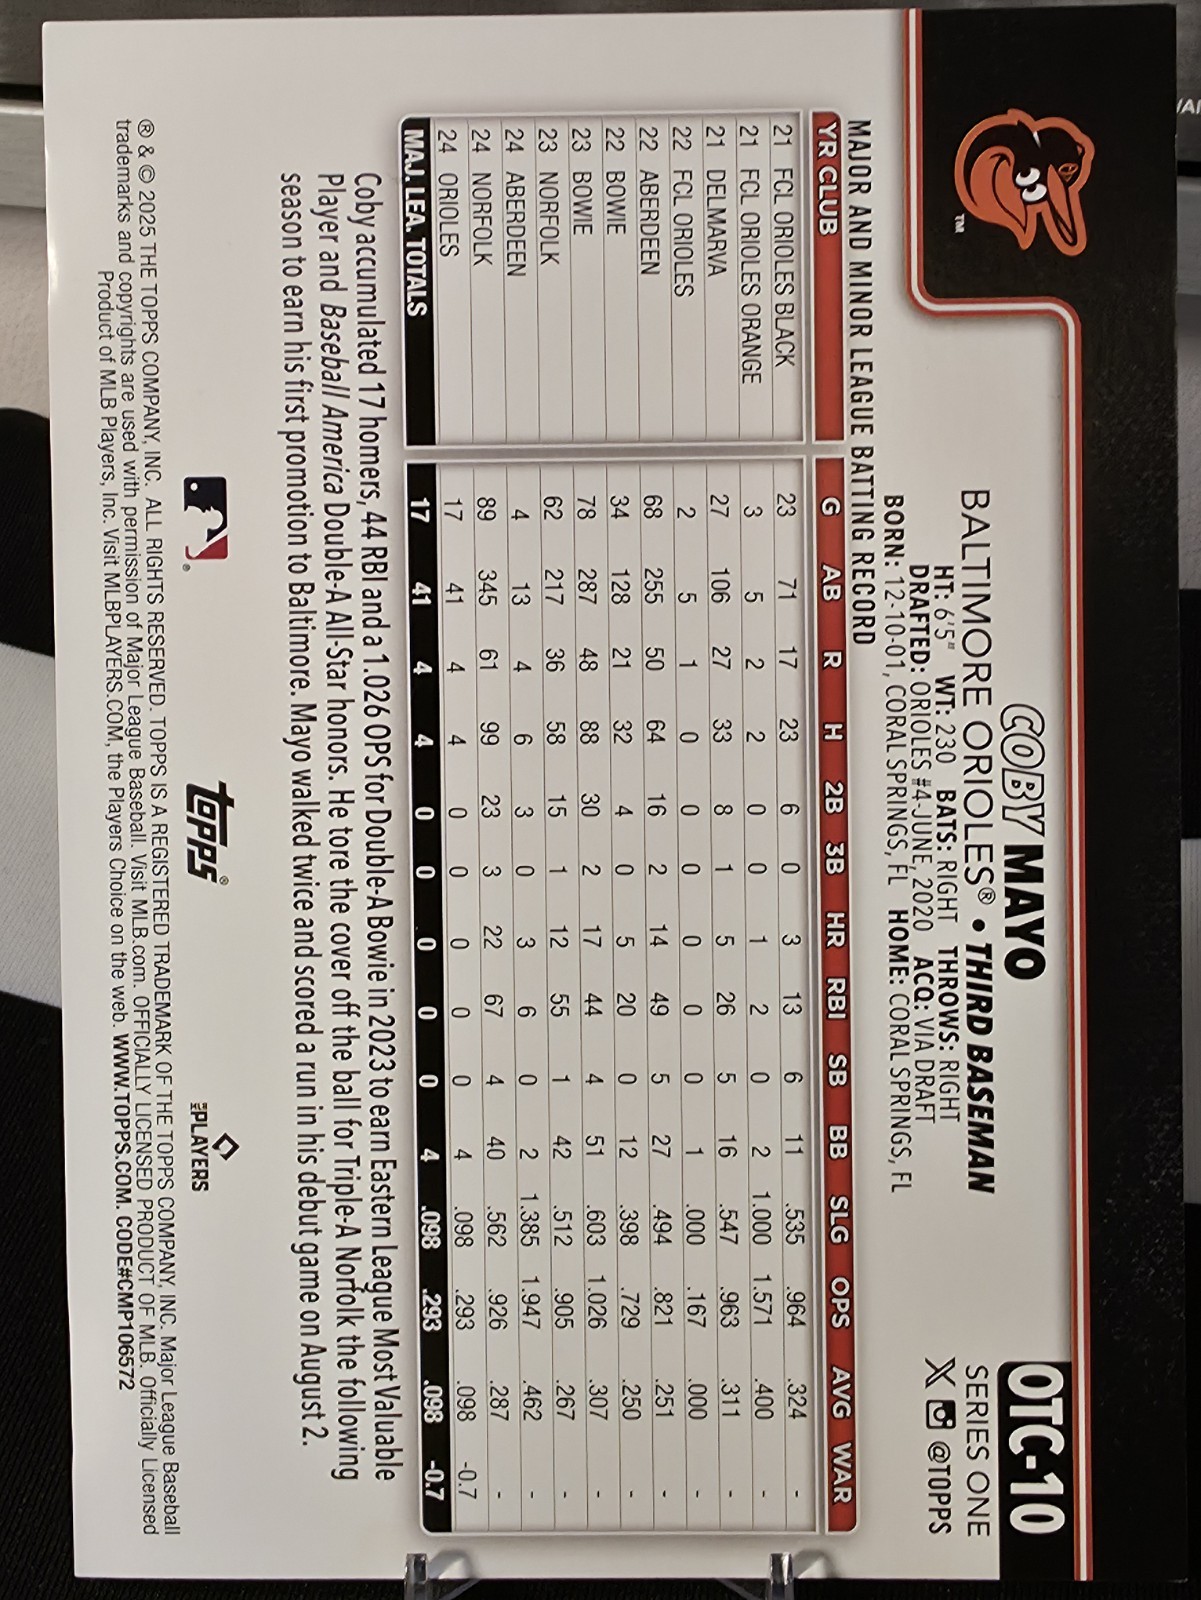 OTC-10
SERIES ONE
X @TOPPS
COBY MAYO
BALTIMORE ORIOLES® • THIRD BASEMAN
HT: 6'5" WT: 230 BATS: RIGHT THROWS: RIGHT
DRAFTED: ORIOLES #4-JUNE, 2020 ACQ: VIA DRAFT
BORN: 12-10-01, CORAL SPRINGS, FL HOME: CORAL SPRINGS, FL
TM
MAJOR AND MINOR LEAGUE BATTING RECORD
YR CLUB G AB R H 2B 3B HR RBI SB BB SLG OPS AVG WAR
21 FCL ORIOLES BLACK 23 71 17 23 6 0 3 13 6 11 .535 .964 .324 -
21 FCL ORIOLES ORANGE 3 5 2 2 0 0 1 2 0 2 1.000 1.571 .400 -
21 DELMARVA 27 106 27 33 8 1 5 26 5 16 .547 .963 .311 -
22 FCL ORIOLES 2 5 1 0 0 0 0 0 0 1 .000 .167 .000 -
22 ABERDEEN 68 255 50 64 16 2 14 49 5 27 .494 .821 .251 -
22 BOWIE 34 128 21 32 4 0 5 20 0 12 .398 .729 .250 -
23 BOWIE 78 287 48 88 30 2 17 44 4 51 .603 1.026 .307 -
23 NORFOLK 62 217 36 58 15 1 12 55 1 42 .512 .905 .267 -
24 ABERDEEN 4 13 4 6 3 0 3 6 0 2 1.385 1.947 .462 -
24 NORFOLK 89 345 61 99 23 3 22 67 4 40 .562 .926 .287 -
24 ORIOLES 17 41 4 4 0 0 0 0 0 4 .098 .293 .098 -0.7
MAJ. LEA. TOTALS 17 41 4 4 0 0 0 0 0 4 .098 .293 .098 -0.7
Coby accumulated 17 homers, 44 RBI and a 1.026 OPS for Double-A Bowie in 2023 to earn Eastern League Most Valuable
Player and Baseball America Double-A All-Star honors. He tore the cover off the ball for Triple-A Norfolk the following
season to earn his first promotion to Baltimore. Mayo walked twice and scored a run in his debut game on August 2.
® topps® MLB PLAYERS
® & © 2025 THE TOPPS COMPANY, INC. ALL RIGHTS RESERVED. TOPPS IS A REGISTERED TRADEMARK OF THE TOPPS COMPANY, INC. Major League Baseball
trademarks and copyrights are used with permission of Major League Baseball. Visit MLB.com. OFFICIALLY LICENSED PRODUCT OF MLB. Officially Licensed
Product of MLB Players, Inc. Visit MLBPLAYERS.COM, the Players Choice on the web. WWW.TOPPS.COM. CODE#CMP106572